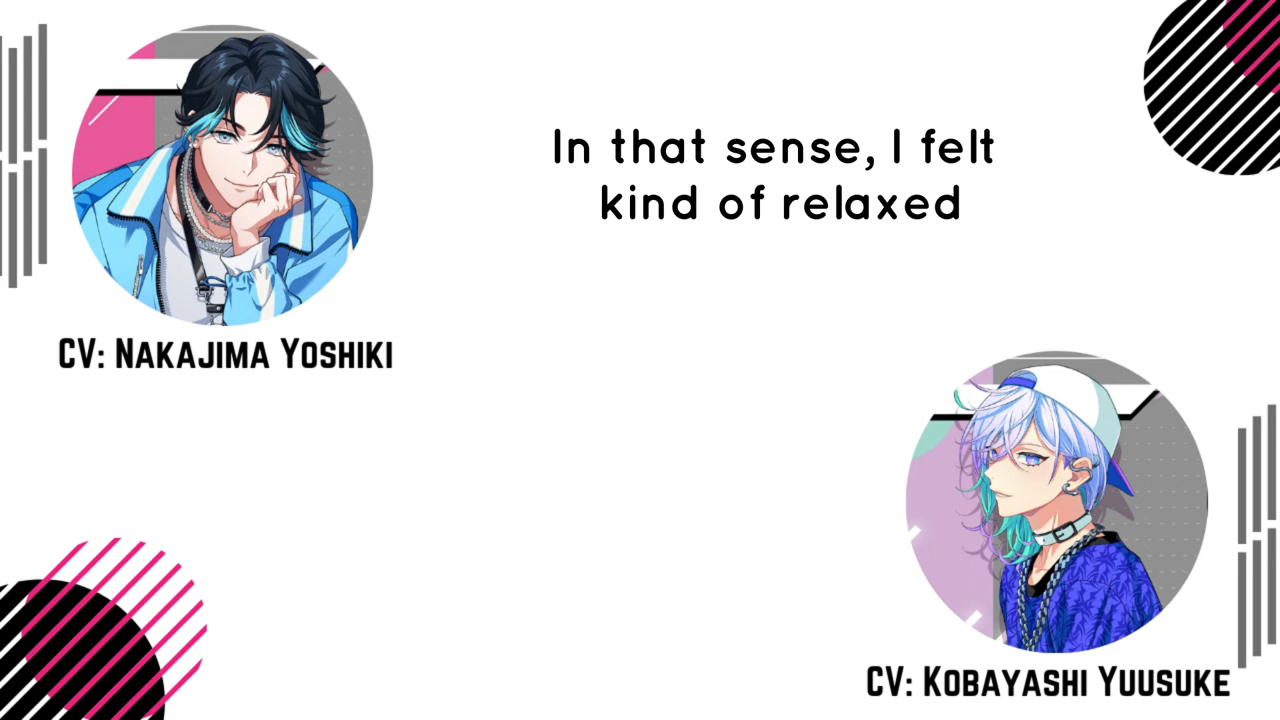 In that sense, I felt
kind of relaxed
CV: NAKAJIMA YOSHIKI
CV: KOBAYASHI YUUSUKE